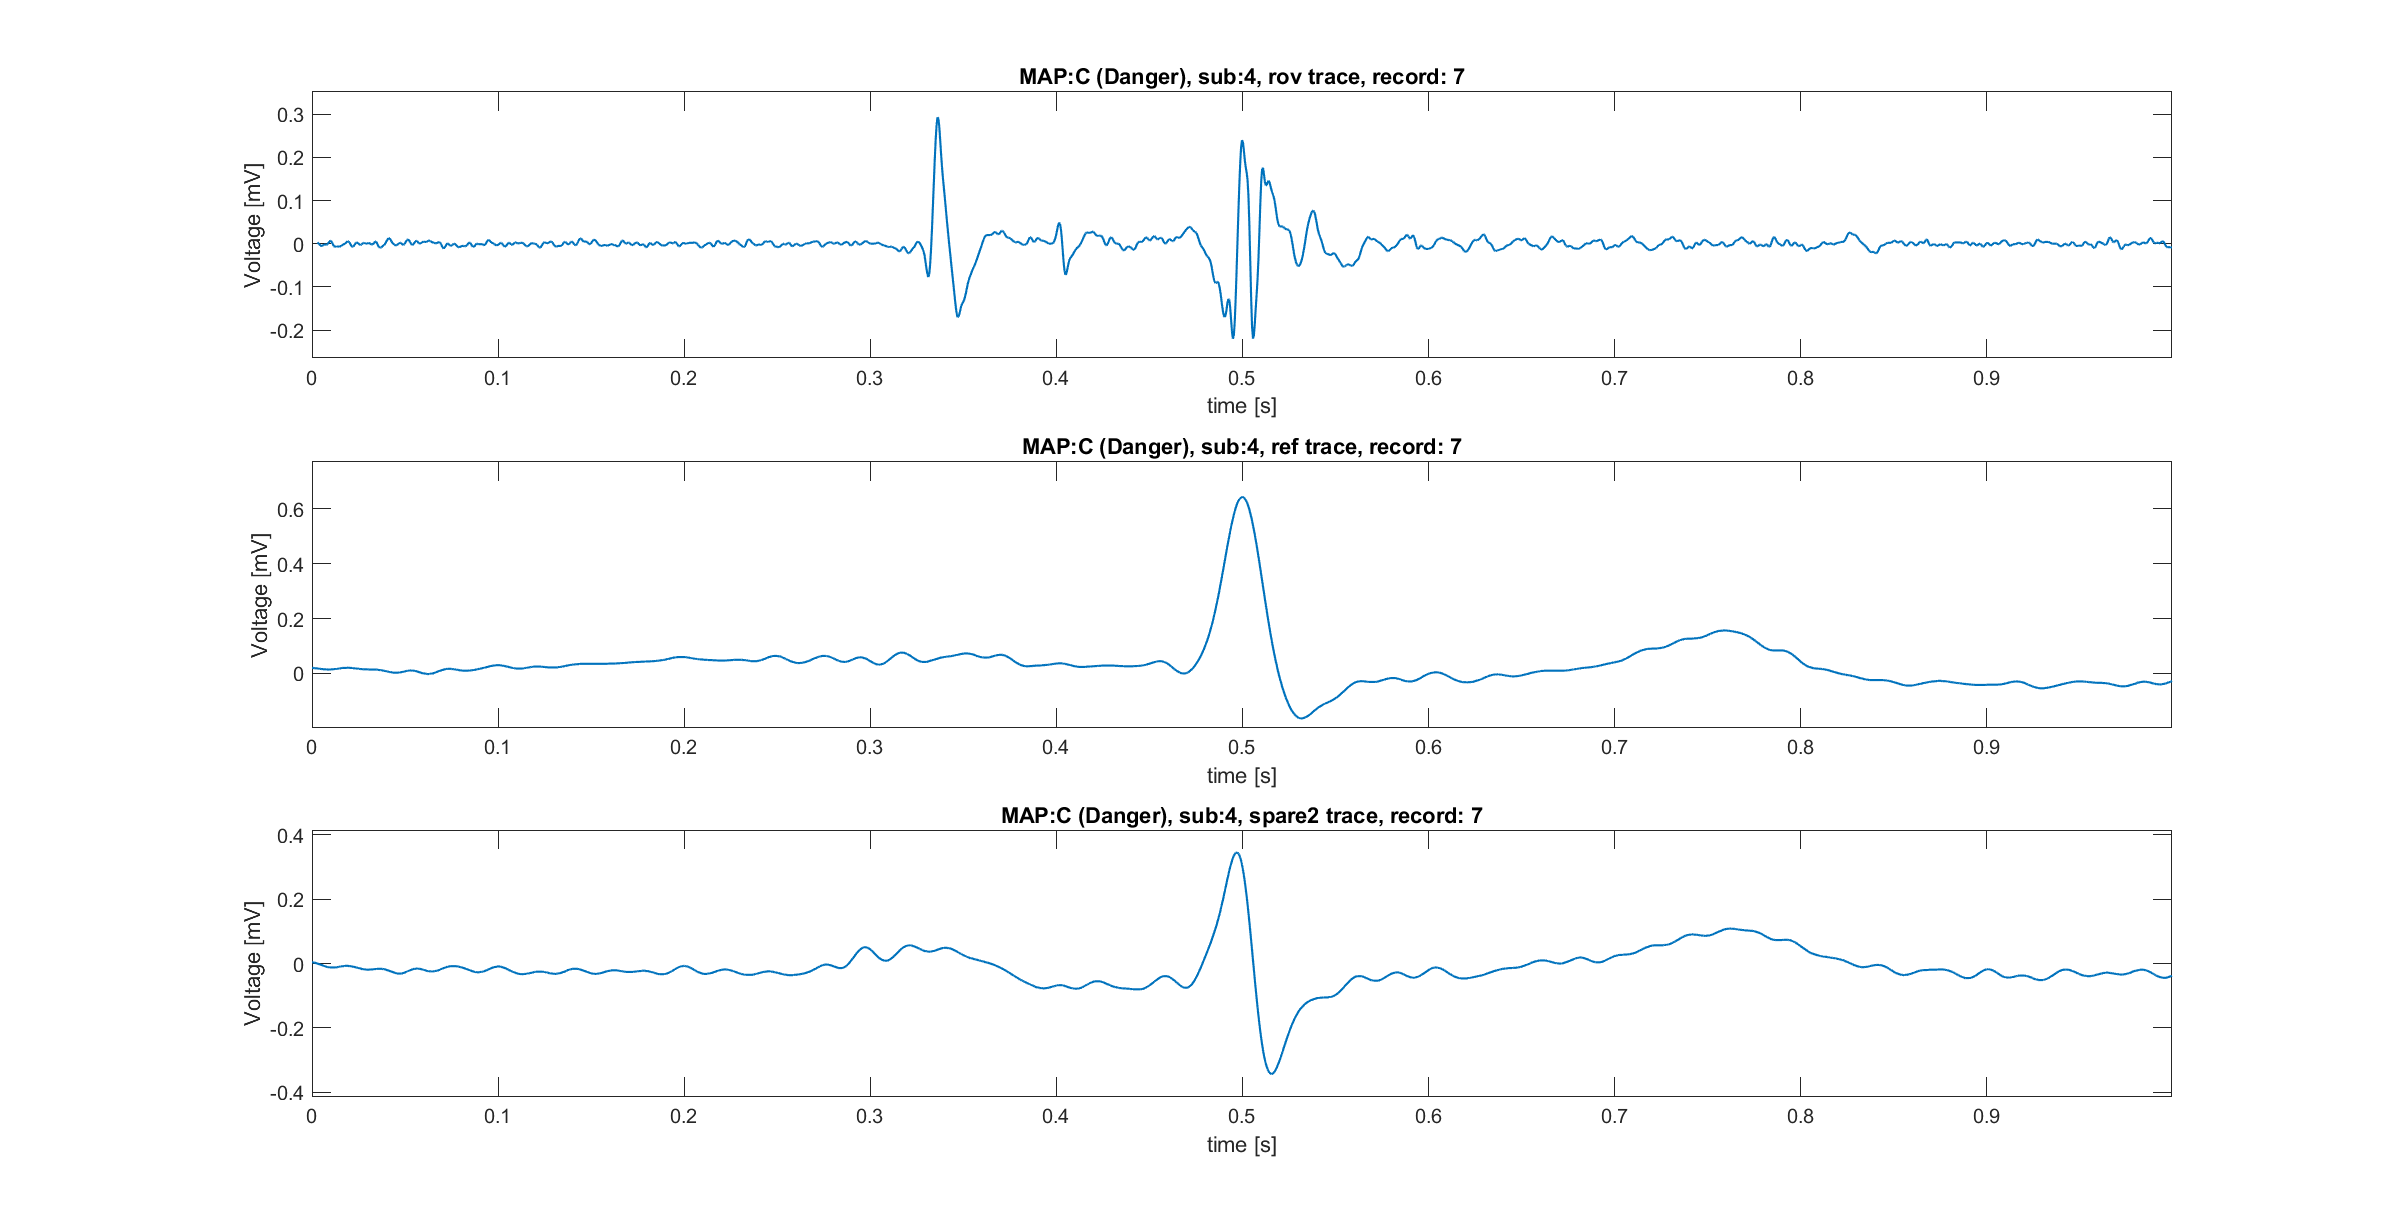 MAP:C (Danger), sub:4, rov trace, record: 7
0.3
0.2
0.1
0
-0.1
-0.2
Voltage [mV]
0 0.1 0.2 0.3 0.4 0.5 0.6 0.7 0.8 0.9
time [s]
MAP:C (Danger), sub:4, ref trace, record: 7
0.6
0.4
0.2
0
Voltage [mV]
0 0.1 0.2 0.3 0.4 0.5 0.6 0.7 0.8 0.9
time [s]
MAP:C (Danger), sub:4, spare2 trace, record: 7
0.4
0.2
0
-0.2
-0.4
Voltage [mV]
0 0.1 0.2 0.3 0.4 0.5 0.6 0.7 0.8 0.9
time [s]